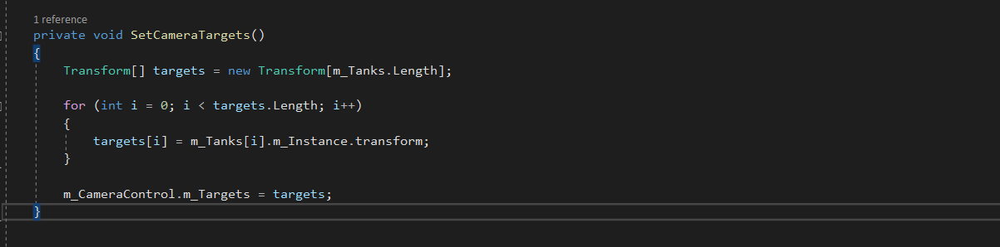 1 reference
private void SetCameraTargets()
{
Transform[] targets = new Transform[m_Tanks.Length];
for (int i = 0; i < targets.Length; i++)
{
targets[i] = m_Tanks[i].m_Instance.transform;
}
m_CameraControl.m_Targets = targets;
}